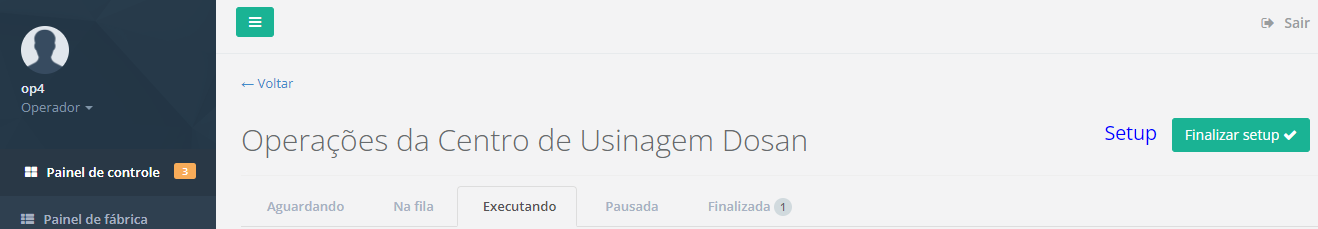 Sair
op4
Operador
← Voltar
Operações da Centro de Usinagem Dosan
Setup
Finalizar setup
Painel de controle 3
Painel de fábrica
Aguardando
Na fila
Executando
Pausada
Finalizada 1